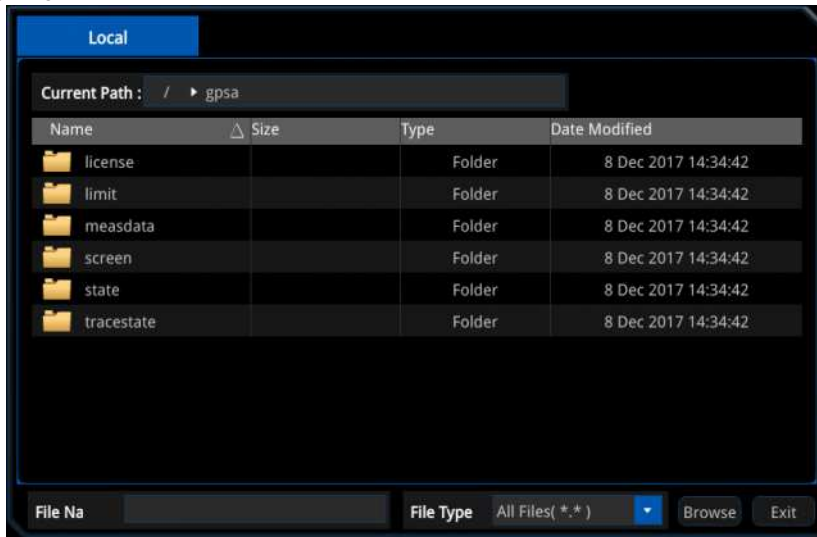 Local
Current Path : / ▸ gpsa
Name △ Size Type Date Modified
license Folder 8 Dec 2017 14:34:42
limit Folder 8 Dec 2017 14:34:42
measdata Folder 8 Dec 2017 14:34:42
screen Folder 8 Dec 2017 14:34:42
state Folder 8 Dec 2017 14:34:42
tracestate Folder 8 Dec 2017 14:34:42
File Na File Type All Files( *.* ) Browse Exit